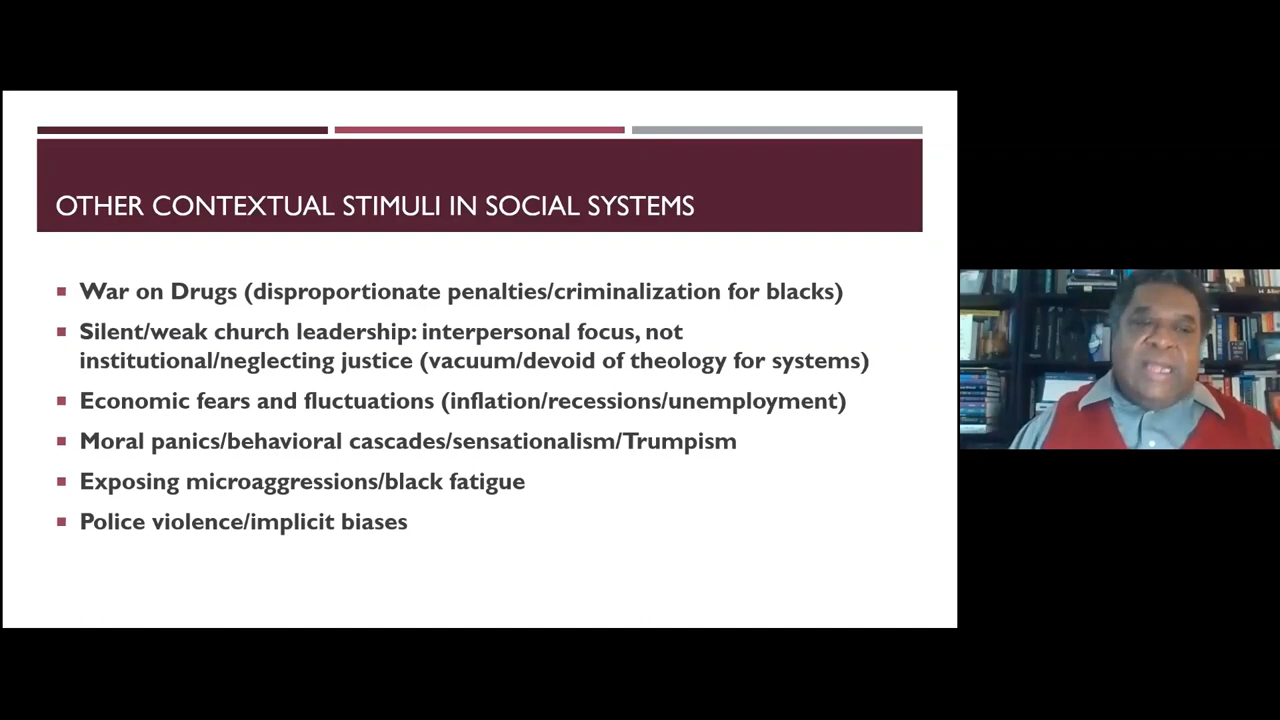 OTHER CONTEXTUAL STIMULI IN SOCIAL SYSTEMS
War on Drugs (disproportionate penalties/criminalization for blacks)
Silent/weak church leadership: interpersonal focus, not
institutional/neglecting justice (vacuum/devoid of theology for systems)
Economic fears and fluctuations (inflation/recessions/unemployment)
Moral panics/behavioral cascades/sensationalism/Trumpism
Exposing microaggressions/black fatigue
Police violence/implicit biases